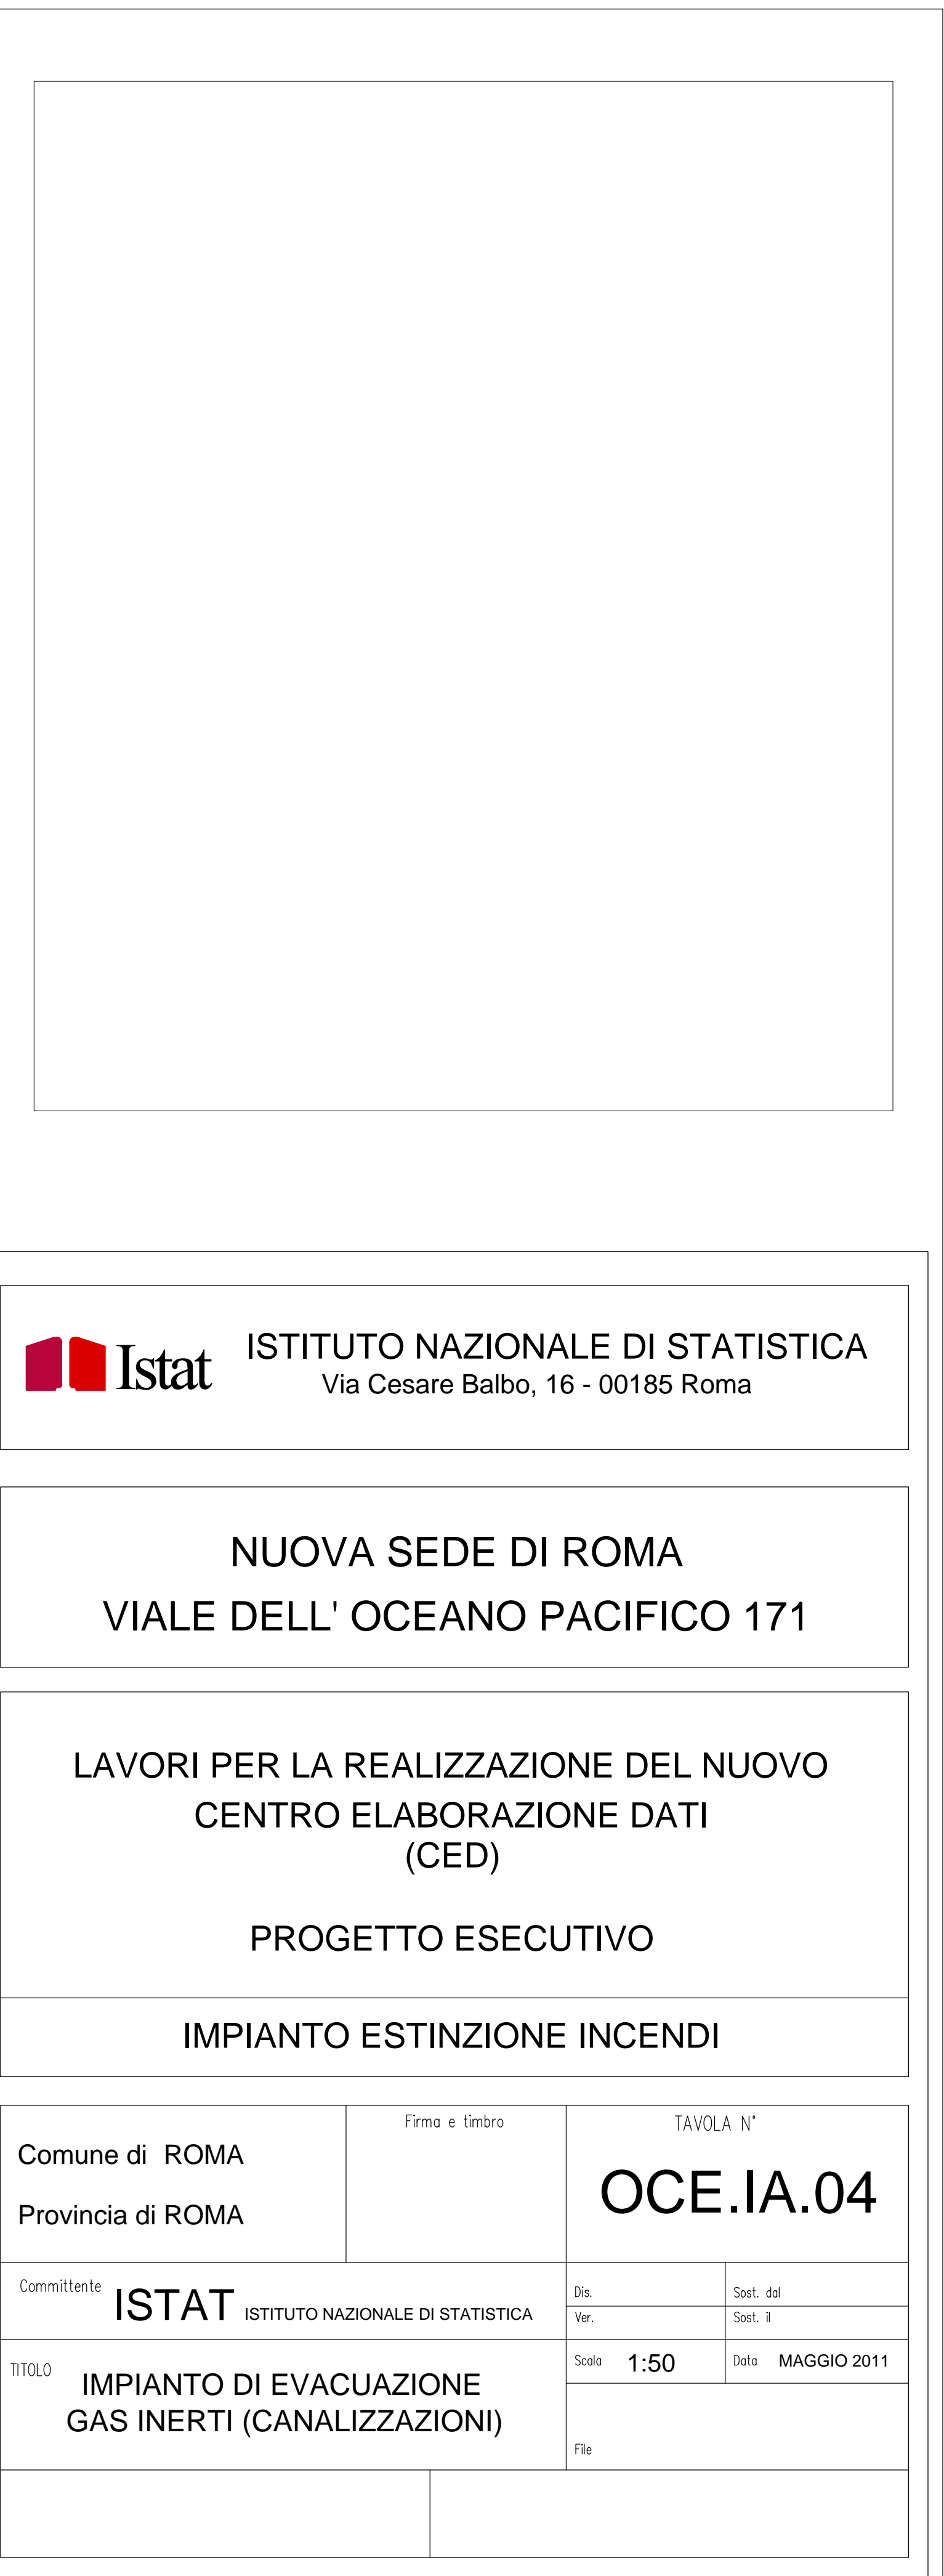 Istat
ISTITUTO NAZIONALE DI STATISTICA
Via Cesare Balbo, 16 - 00185 Roma
NUOVA SEDE DI ROMA
VIALE DELL' OCEANO PACIFICO 171
LAVORI PER LA REALIZZAZIONE DEL NUOVO
CENTRO ELABORAZIONE DATI
(CED)
PROGETTO ESECUTIVO
IMPIANTO ESTINZIONE INCENDI
Comune di ROMA
Provincia di ROMA
Firma e timbro
TAVOLA N°
OCE.IA.04
Committente ISTAT ISTITUTO NAZIONALE DI STATISTICA
Dis.
Sost. dal
Ver.
Sost. il
TITOLO IMPIANTO DI EVACUAZIONE
GAS INERTI (CANALIZZAZIONI)
Scala 1:50
Data MAGGIO 2011
File